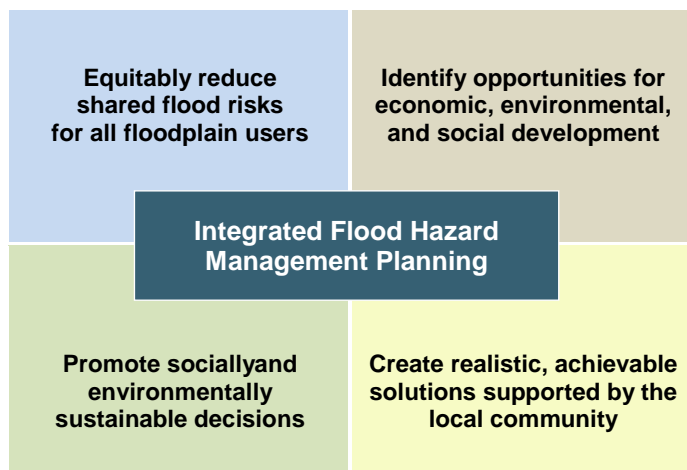 Equitably reduce
shared flood risks
for all floodplain users
Identify opportunities for
economic, environmental,
and social development
Integrated Flood Hazard
Management Planning
Promote sociallyand
environmentally
sustainable decisions
Create realistic, achievable
solutions supported by the
local community